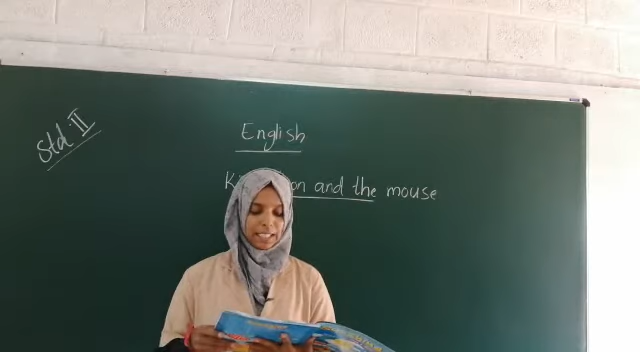 Std. II
English
and the mouse